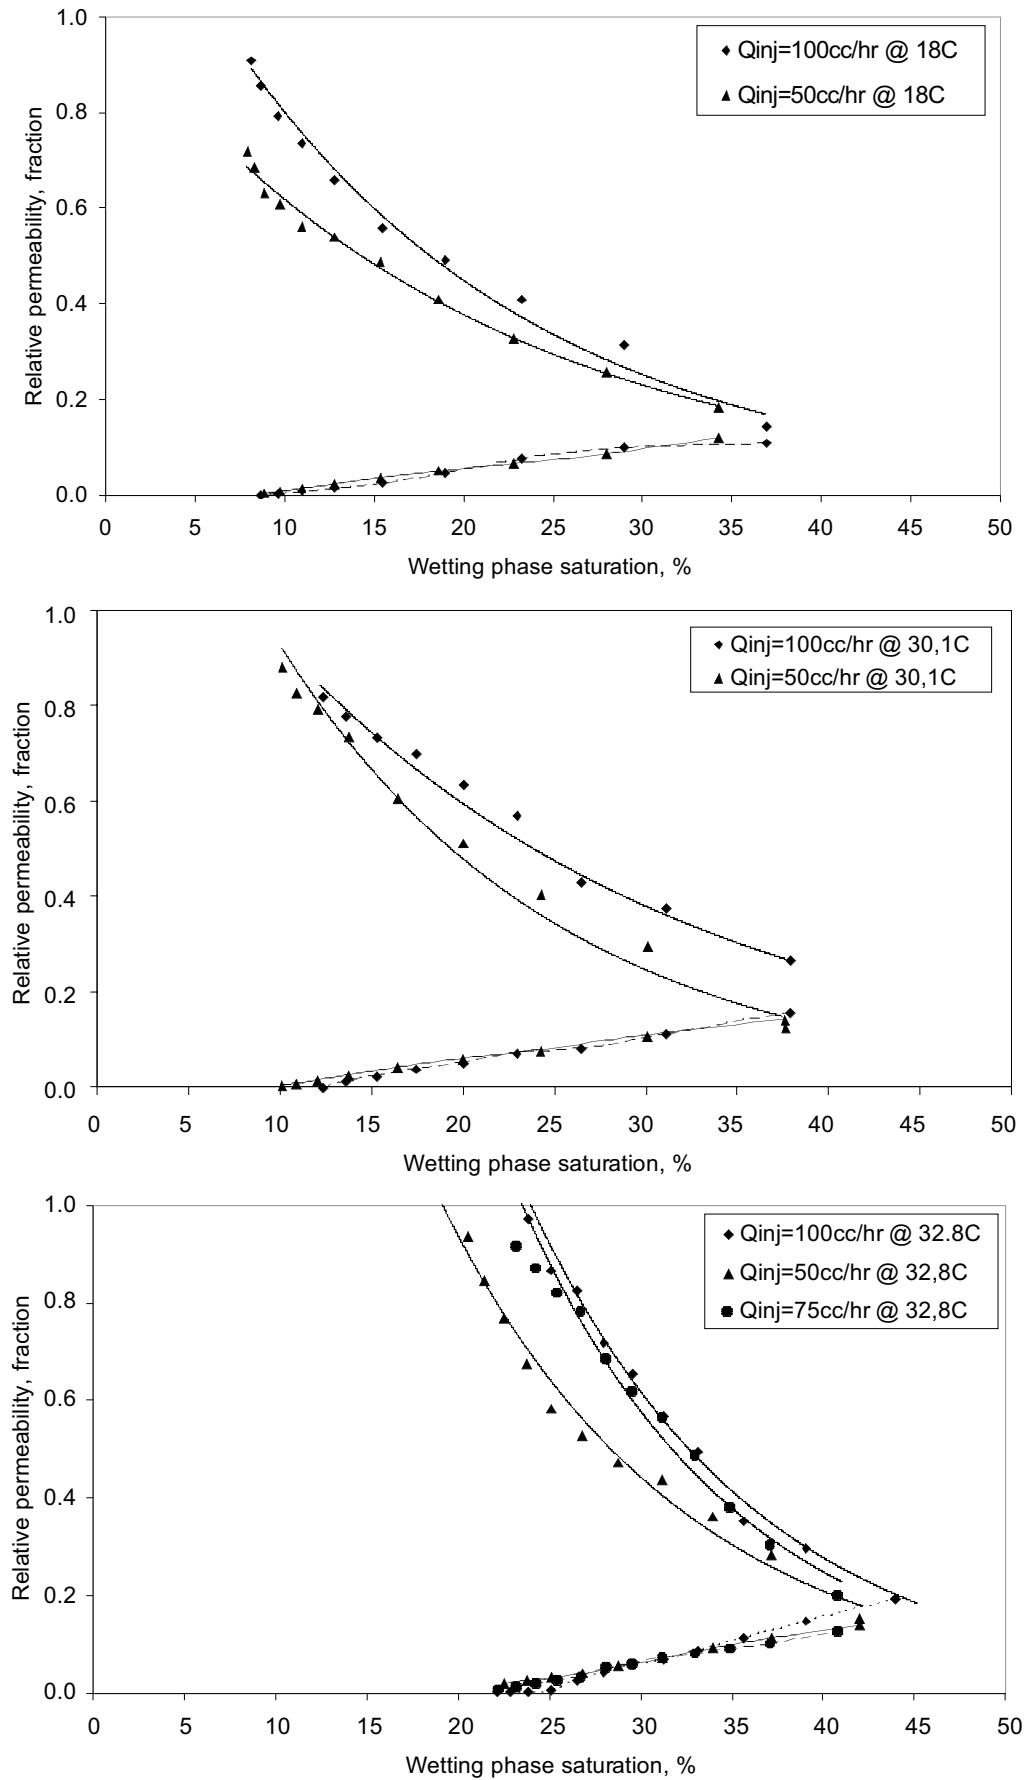 1.0
0.8
0.6
0.4
0.2
0.0
Relative permeability, fraction
Qinj=100cc/hr @ 18C
Qinj=50cc/hr @ 18C
0 5 10 15 20 25 30 35 40 45 50
Wetting phase saturation, %
1.0
0.8
0.6
0.4
0.2
0.0
Relative permeability, fraction
Qinj=100cc/hr @ 30,1C
Qinj=50cc/hr @ 30,1C
0 5 10 15 20 25 30 35 40 45 50
Wetting phase saturation, %
1.0
0.8
0.6
0.4
0.2
0.0
Relative permeability, fraction
Qinj=100cc/hr @ 32.8C
Qinj=50cc/hr @ 32,8C
Qinj=75cc/hr @ 32,8C
0 5 10 15 20 25 30 35 40 45 50
Wetting phase saturation, %